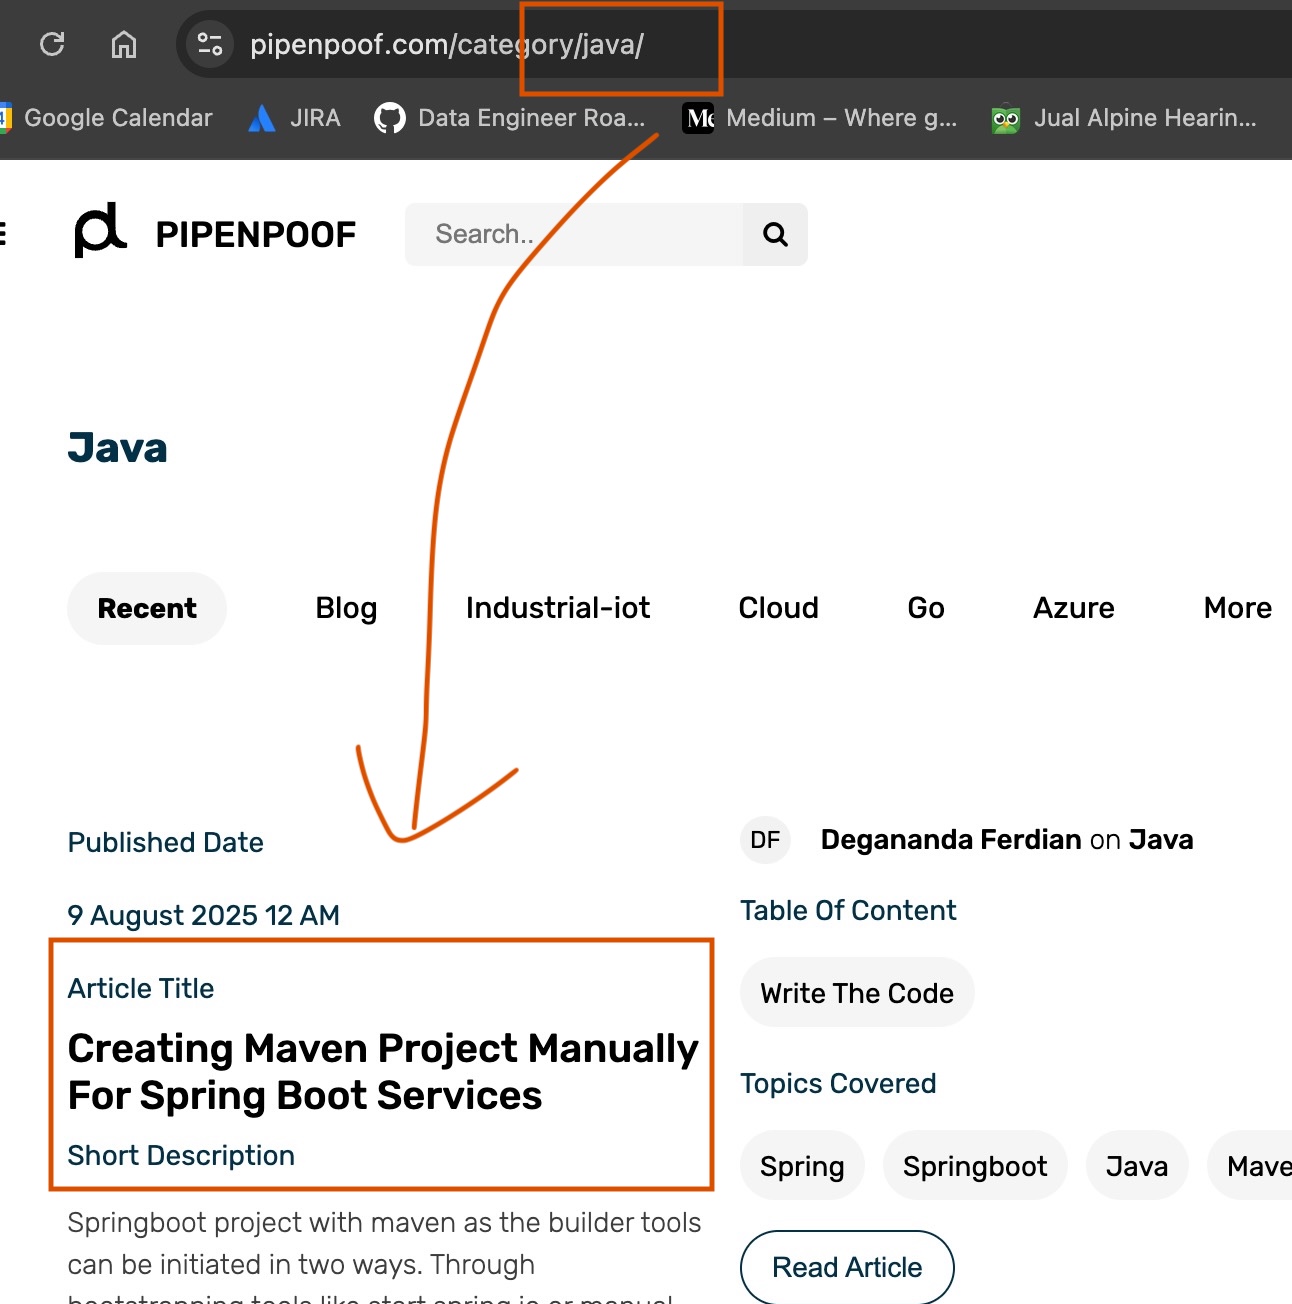 pipenpoof.com/category/java/
Google Calendar JIRA Data Engineer Roa... Medium – Where g... Jual Alpine Hearin...
PIPENPOOF Search..
Java
Recent Blog Industrial-iot Cloud Go Azure More
Published Date
9 August 2025 12 AM
Article Title
Creating Maven Project Manually
For Spring Boot Services
Short Description
Springboot project with maven as the builder tools
can be initiated in two ways. Through
DF Degananda Ferdian on Java
Table Of Content
Write The Code
Topics Covered
Spring Springboot Java Mave
Read Article